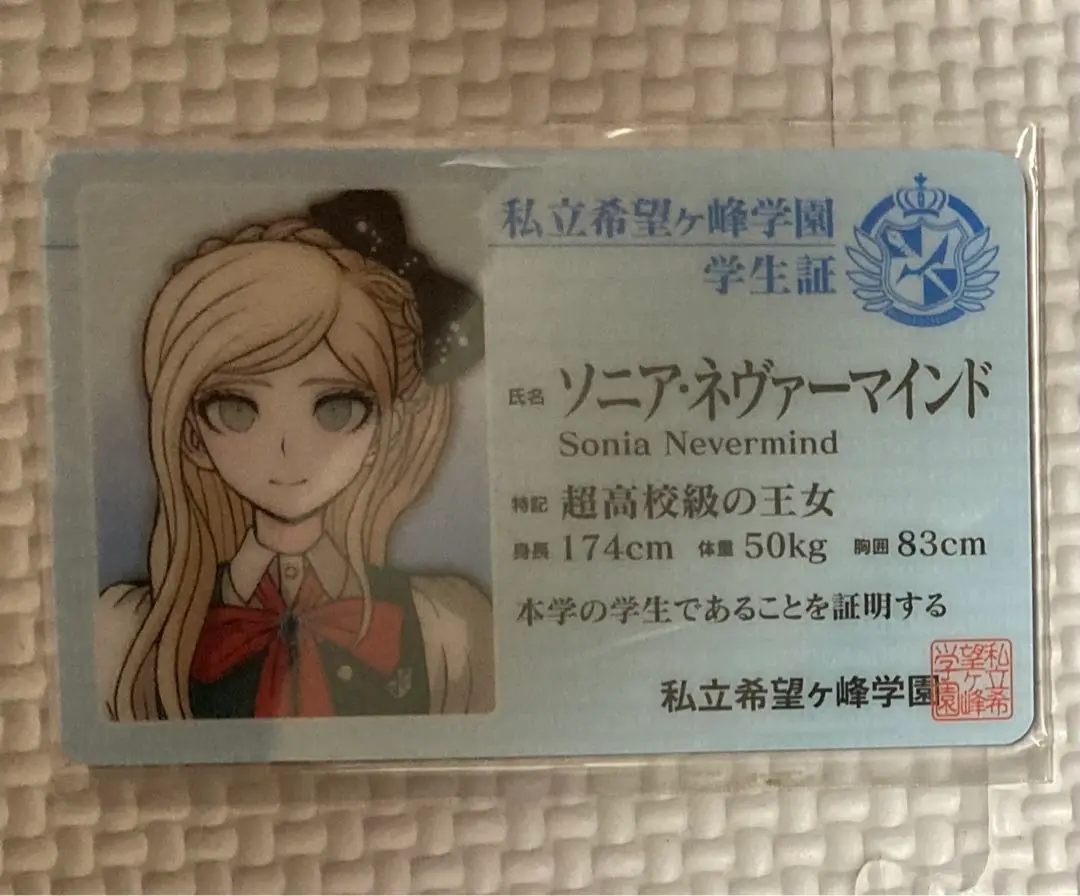 私立希望ヶ峰学園
学生証
氏名 ソニア・ネヴァーマインド
Sonia Nevermind
特記 超高校級の王女
身長 174cm 体重 50kg 胸囲 83cm
本学の学生であることを証明する
私立希望ヶ峰学園
私立希望ヶ峰学園